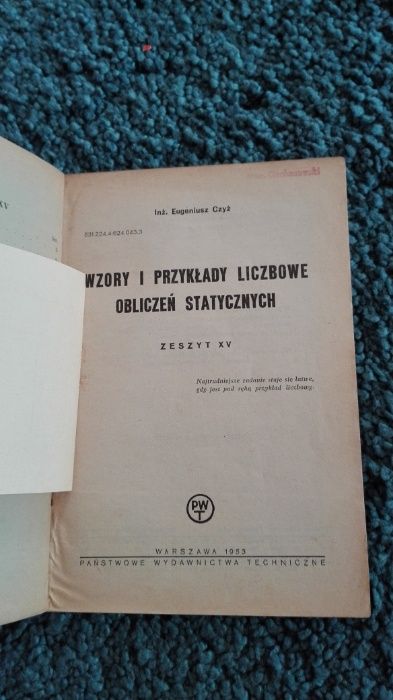 XV
Inż. Eugeniusz Czyż
WZORY I PRZYKŁADY LICZBOWE
OBLICZEŃ STATYCZNYCH
ZESZYT XV
Najtrudniejsze zadanie staje się łatwe,
gdy jest pod ręką przykład liczbowy.
PWT
WARSZAWA 1953
PAŃSTWOWE WYDAWNICTWA TECHNICZNE